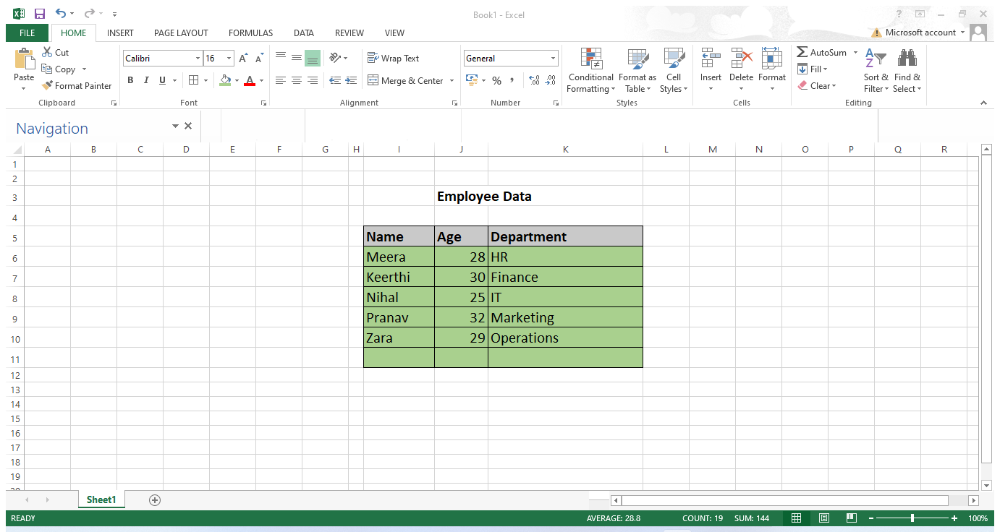 Book1 - Excel
?
FILE HOME INSERT PAGE LAYOUT FORMULAS DATA REVIEW VIEW Microsoft account
Paste
Cut
Copy
Format Painter
Clipboard
Calibri 16
B I U A
Font
Wrap Text
Merge & Center
Alignment
General
% , .0 .00 .00 .0
Number
Conditional Formatting
Format as Table
Cell Styles
Styles
Insert Delete Format
Cells
AutoSum
Fill
Clear
Sort & Filter
Find & Select
Editing
Navigation
A B C D E F G H I J K L M N O P Q R
1
2
3 Employee Data
4
5 Name Age Department
6 Meera 28 HR
7 Keerthi 30 Finance
8 Nihal 25 IT
9 Pranav 32 Marketing
10 Zara 29 Operations
11
12
13
14
15
16
17
18
19
20
Sheet1
READY AVERAGE: 28.8 COUNT: 19 SUM: 144 100%